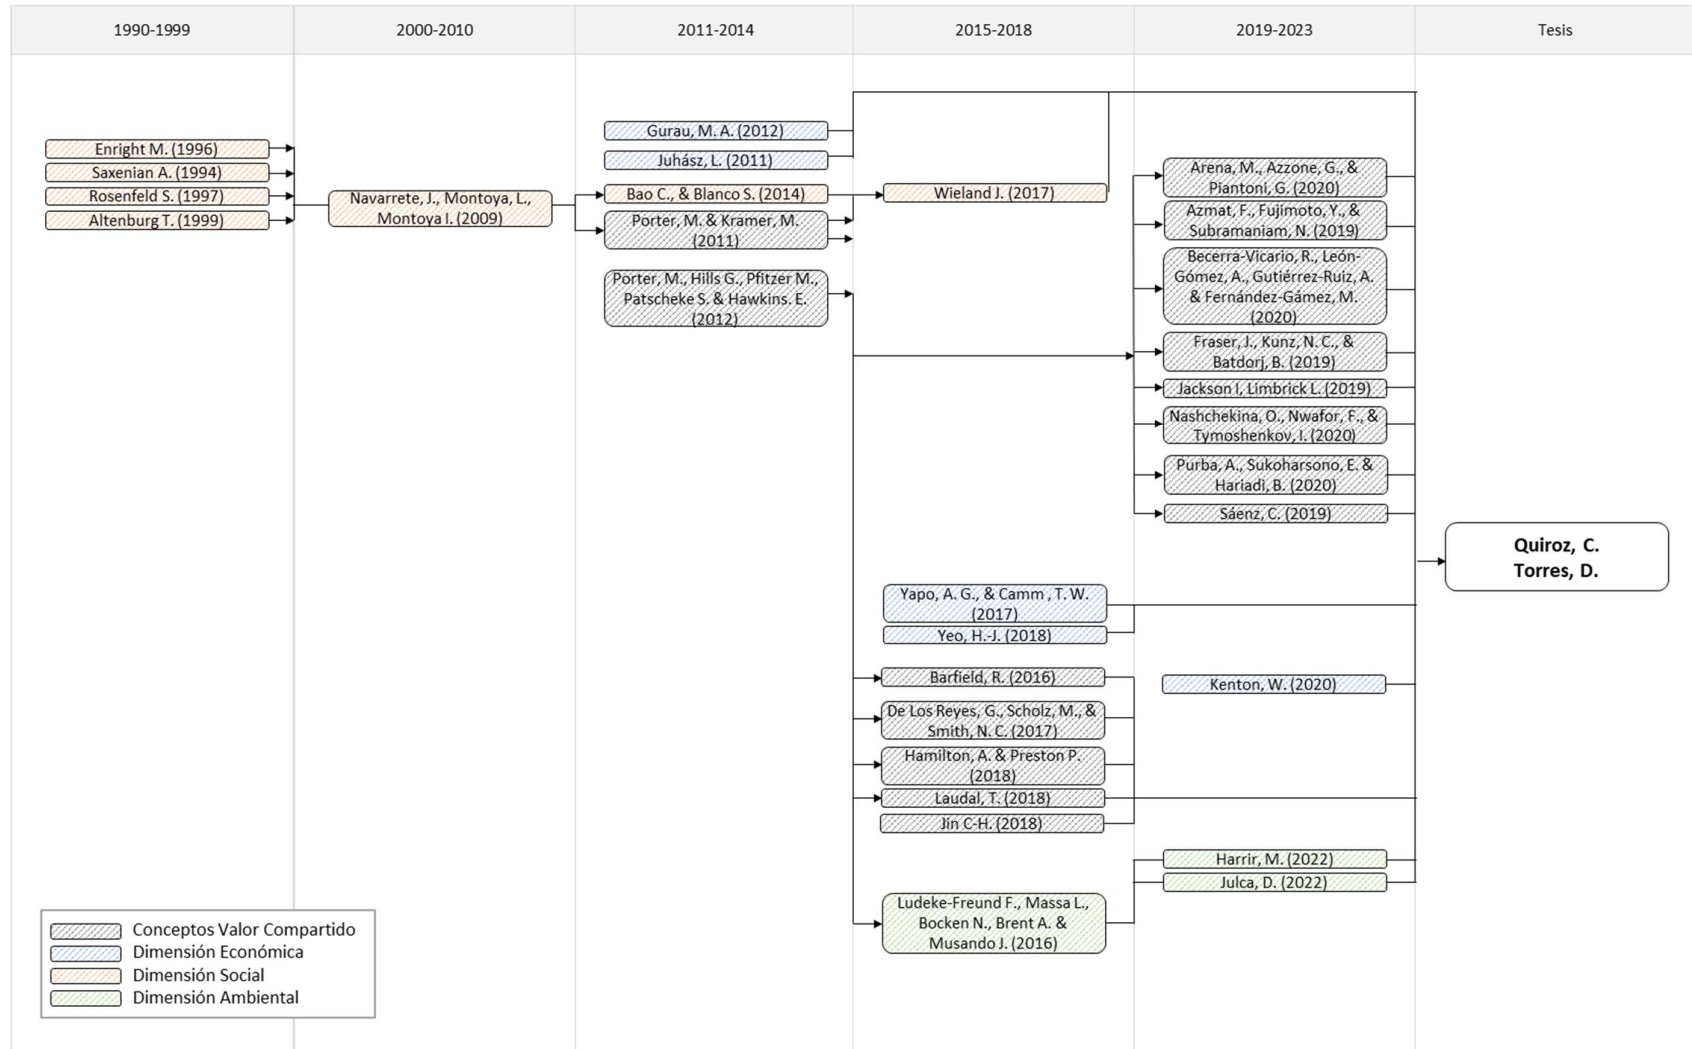 1990-1999
2000-2010
2011-2014
2015-2018
2019-2023
Tesis
Enright M. (1996)
Saxenian A. (1994)
Rosenfeld S. (1997)
Altenburg T. (1999)
Navarrete, J., Montoya, L.,
Montoya I. (2009)
Gurau, M. A. (2012)
Juhász, L. (2011)
Bao C., & Blanco S. (2014)
Porter, M. & Kramer, M.
(2011)
Porter, M., Hills G., Pfitzer M.,
Patscheke S. & Hawkins. E.
(2012)
Wieland J. (2017)
Yapo, A. G., & Camm , T. W.
(2017)
Yeo, H.-J. (2018)
Barfield, R. (2016)
De Los Reyes, G., Scholz, M., &
Smith, N. C. (2017)
Hamilton, A. & Preston P.
(2018)
Laudal, T. (2018)
Jin C-H. (2018)
Ludeke-Freund F., Massa L.,
Bocken N., Brent A. &
Musando J. (2016)
Arena, M., Azzone, G., &
Piantoni, G. (2020)
Azmat, F., Fujimoto, Y., &
Subramaniam, N. (2019)
Becerra-Vicario, R., León-
Gómez, A., Gutiérrez-Ruiz, A.
& Fernández-Gámez, M.
(2020)
Fraser, J., Kunz, N. C., &
Batdorj, B. (2019)
Jackson I, Limbrick L. (2019)
Nashchekina, O., Nwafor, F., &
Tymoshenkov, I. (2020)
Purba, A., Sukoharsono, E. &
Hariadi, B. (2020)
Sáenz, C. (2019)
Kenton, W. (2020)
Harrir, M. (2022)
Julca, D. (2022)
Quiroz, C.
Torres, D.
Conceptos Valor Compartido
Dimensión Económica
Dimensión Social
Dimensión Ambiental